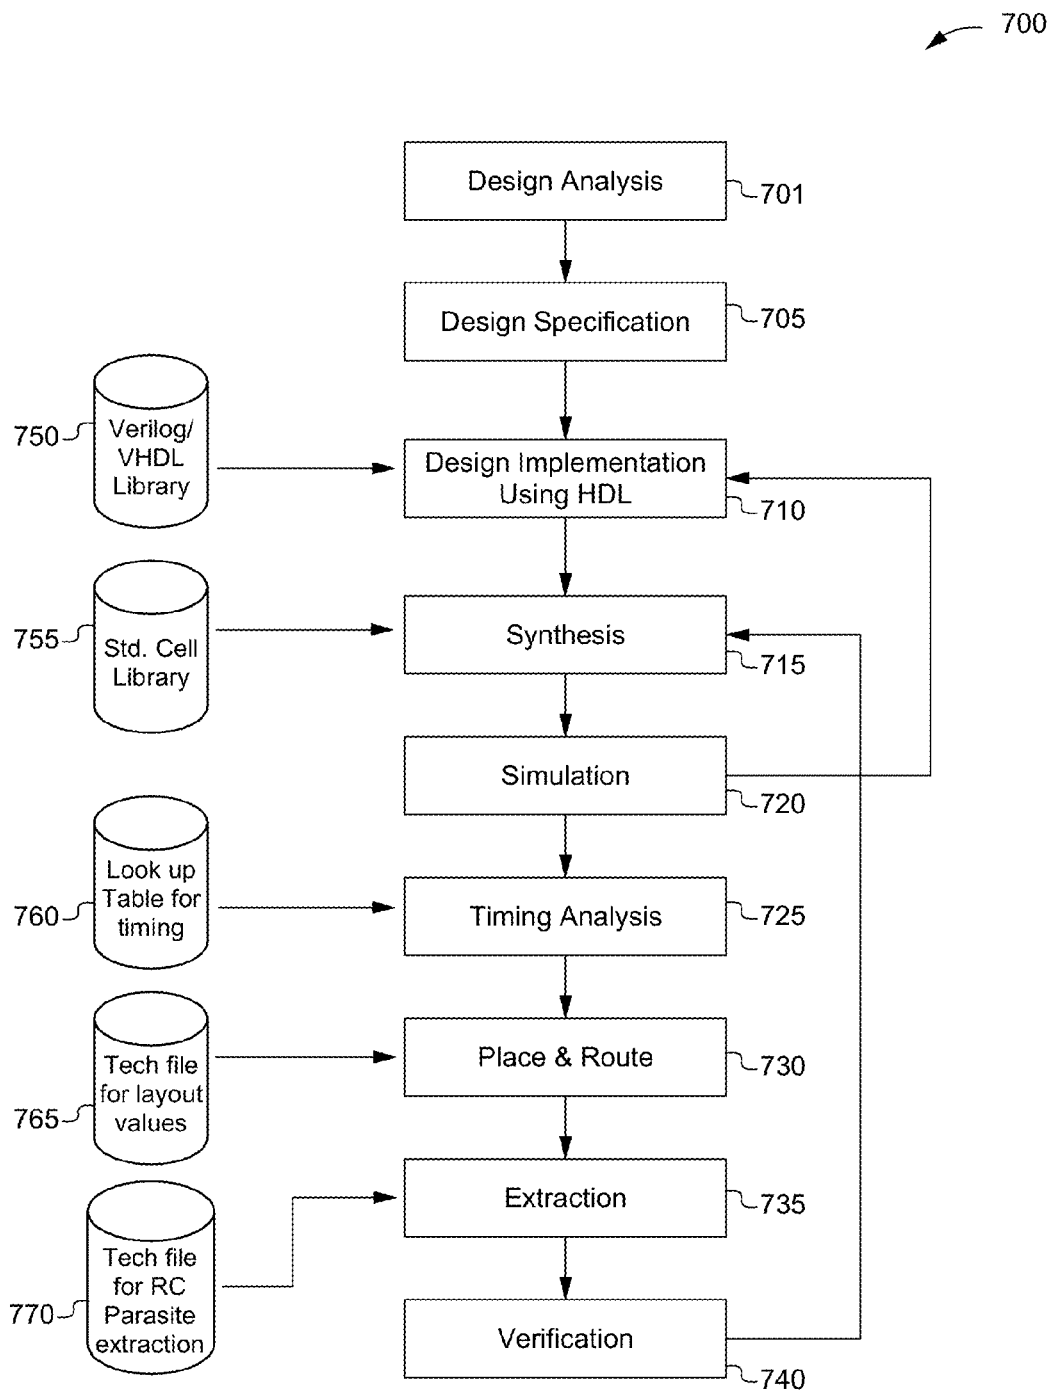 700
Design Analysis
701
Design Specification
705
750
Verilog/
VHDL
Library
Design Implementation
Using HDL
710
755
Std. Cell
Library
Synthesis
715
Simulation
720
760
Look up
Table for
timing
Timing Analysis
725
765
Tech file
for layout
values
Place & Route
730
Extraction
735
770
Tech file
for RC
Parasite
extraction
Verification
740